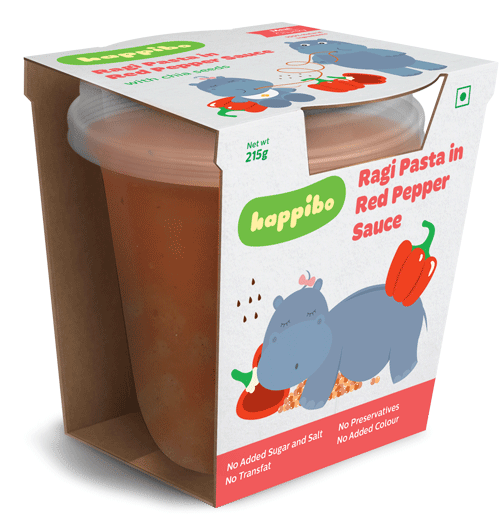 happibo
Ragi Pasta in
Red Pepper Sauce
with chia seeds
Net wt
215g
happibo
Ragi Pasta in
Red Pepper
Sauce
No Added Sugar and Salt
No Transfat
No Preservatives
No Added Colour